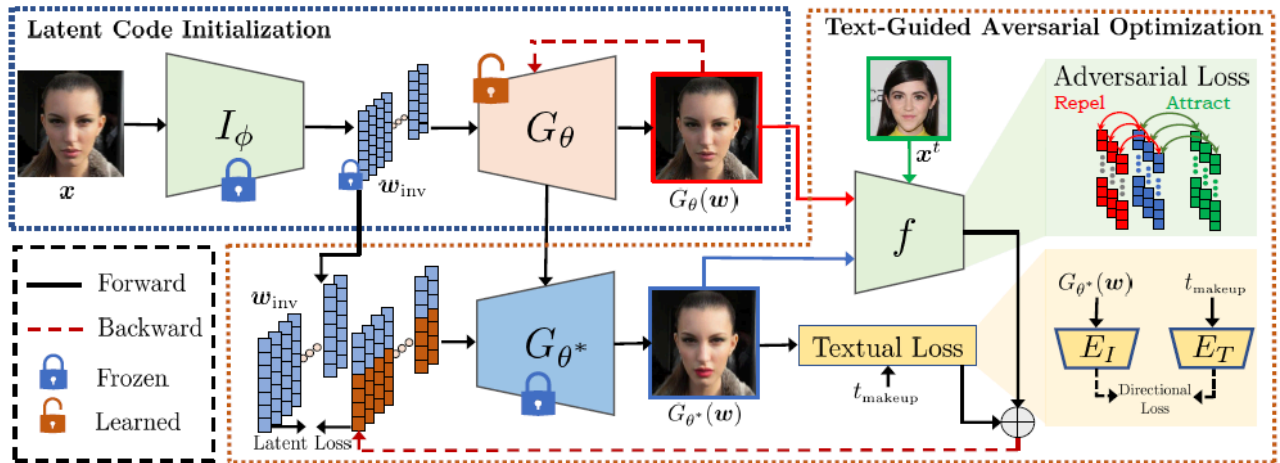 Latent Code Initialization
x
I_ϕ
w_inv
G_θ
G_θ(w)
Text-Guided Aversarial Optimization
x^t
f
Adversarial Loss
Repel
Attract
Forward
Backward
Frozen
Learned
w_inv
Latent Loss
G_θ*
G_θ*(w)
Textual Loss
t_makeup
G_θ*(w)
t_makeup
E_I
E_T
Directional
Loss